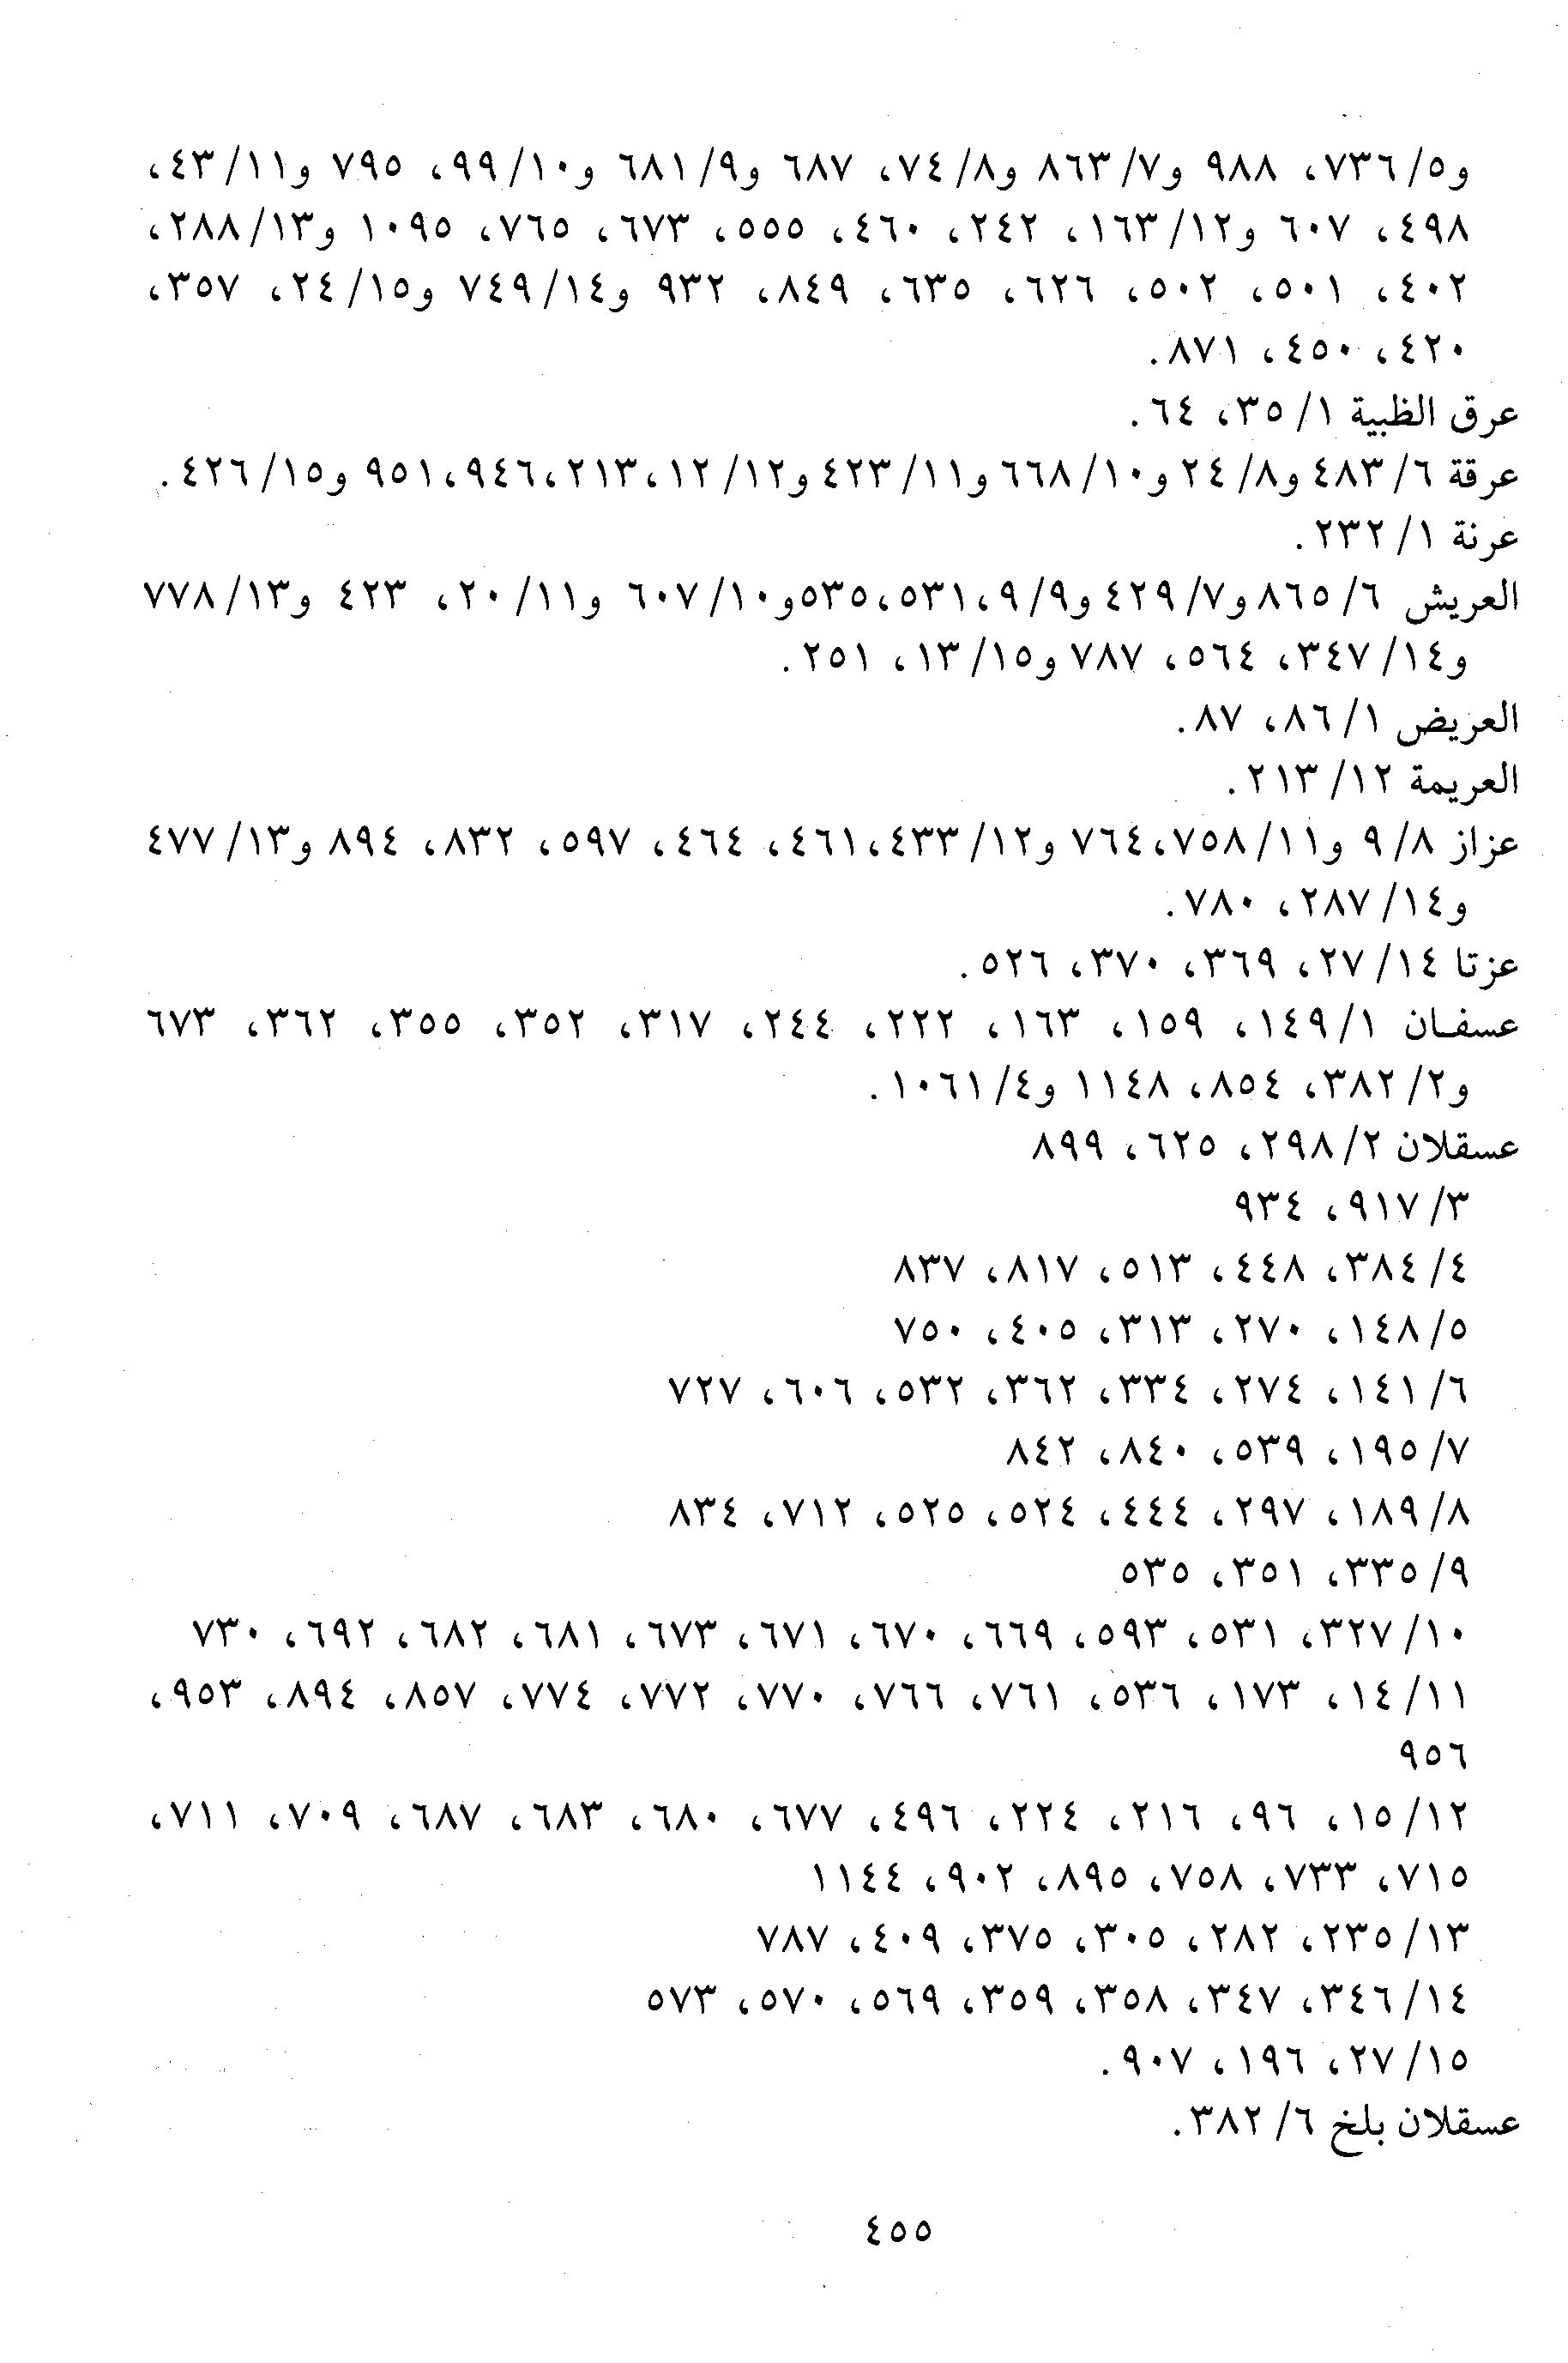 و٥/ ٧٣٦، ٩٨٨ و٧/ ٨٦٣ و٨/ ٧٤، ٦٨٧ و٩/ ٦٨١ و١٠/ ٩٩، ٧٩٥ و١١/ ٤٣،
٤٩٨، ٦٠٧ و١٢/ ١٦٣، ٢٤٢، ٤٦٠، ٥٥٥، ٦٧٣، ٧٦٥، ١٠٩٥ و١٣/ ٢٨٨،
٤٠٢، ٥٠١، ٥٠٢، ٦٢٦، ٦٣٥، ٨٤٩، ٩٣٢ و١٤/ ٧٤٩ و١٥/ ٢٤، ٣٥٧،
٤٢٠، ٤٥٠، ٨٧١.
عرق الظبية ١/ ٣٥، ٦٤.
عرقة ٦/ ٤٨٣ و٨/ ٢٤ و١٠/ ٦٦٨ و١١/ ٤٢٣ و١٢/ ١٢، ٢١٣، ٩٤٦، ٩٥١ و١٥/ ٤٢٦.
عرنة ١/ ٢٣٢.
العريش ٦/ ٨٦٥ و٧/ ٤٢٩ و٩/ ٩، ٥٣١، ٥٣٥ و١٠/ ٦٠٧ و١١/ ٢٠، ٤٢٣ و١٣/ ٧٧٨
و١٤/ ٣٤٧، ٥٦٤، ٧٨٧ و١٥/ ١٣، ٢٥١.
العريض ١/ ٨٦، ٨٧.
العريمة ١٢/ ٢١٣.
عزاز ٨/ ٩ و١١/ ٧٥٨، ٧٦٤ و١٢/ ٤٣٣، ٤٦١، ٤٦٤، ٥٩٧، ٨٣٢، ٨٩٤ و١٣/ ٤٧٧
و١٤/ ٢٨٧، ٧٨٠.
عزتا ١٤/ ٢٧، ٣٦٩، ٣٧٠، ٥٢٦.
عسفان ١/ ١٤٩، ١٥٩، ١٦٣، ٢٢٢، ٢٤٤، ٣١٧، ٣٥٢، ٣٥٥، ٣٦٢، ٦٧٣
و٢/ ٣٨٢، ٨٥٤، ١١٤٨ و٤/ ١٠٦١.
عسقلان ٢/ ٢٩٨، ٦٢٥، ٨٩٩
٣/ ٩١٧، ٩٣٤
٤/ ٣٨٤، ٤٤٨، ٥١٣، ٨١٧، ٨٣٧
٥/ ١٤٨، ٢٧٠، ٣١٣، ٤٠٥، ٧٥٠
٦/ ١٤١، ٢٧٤، ٣٣٤، ٣٦٢، ٥٣٢، ٦٠٦، ٧٢٧
٧/ ١٩٥، ٥٣٩، ٨٤٠، ٨٤٢
٨/ ١٨٩، ٢٩٧، ٤٤٤، ٥٢٤، ٥٢٥، ٧١٢، ٨٣٤
٩/ ٣٣٥، ٣٥١، ٥٣٥
١٠/ ٣٢٧، ٥٣١، ٥٩٣، ٦٦٩، ٦٧٠، ٦٧١، ٦٧٣، ٦٨١، ٦٨٢، ٦٩٢، ٧٣٠
١١/ ١٤، ١٧٣، ٥٣٦، ٧٦١، ٧٦٦، ٧٧٠، ٧٧٢، ٧٧٤، ٨٥٧، ٨٩٤، ٩٥٣،
٩٥٦
١٢/ ١٥، ٩٦، ٢١٦، ٢٢٤، ٤٩٦، ٦٧٧، ٦٨٠، ٦٨٣، ٦٨٧، ٧٠٩، ٧١١،
٧١٥، ٧٣٣، ٧٥٨، ٨٩٥، ٩٠٢، ١١٤٤
١٣/ ٢٣٥، ٢٨٢، ٣٠٥، ٣٧٥، ٤٠٩، ٧٨٧
١٤/ ٣٤٦، ٣٤٧، ٣٥٨، ٣٥٩، ٥٦٩، ٥٧٠، ٥٧٣
١٥/ ٢٧، ١٩٦، ٩٠٧.
عسقلان بلخ ٦/ ٣٨٢.
٤٥٥